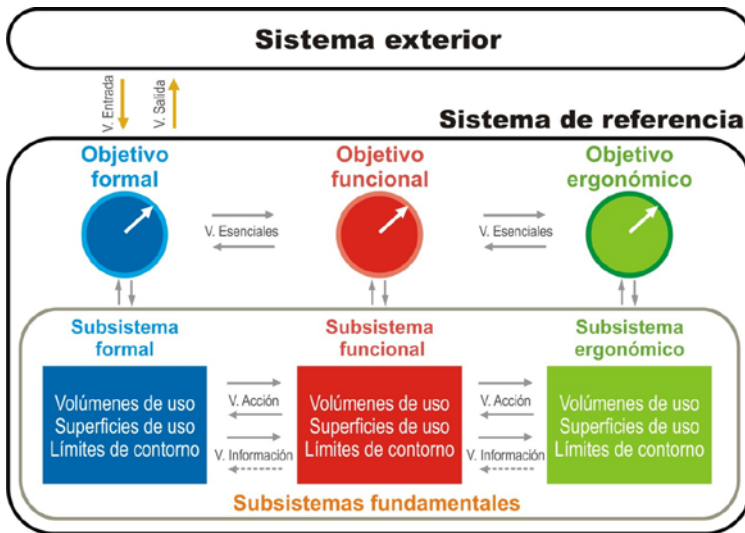 Sistema exterior
V. Entrada
V. Salida
Sistema de referencia
Objetivo
formal
Objetivo
funcional
Objetivo
ergonómico
V. Esenciales
V. Esenciales
Subsistema
formal
Subsistema
funcional
Subsistema
ergonómico
Volúmenes de uso
Superficies de uso
Límites de contorno
V. Acción
V. Información
Volúmenes de uso
Superficies de uso
Límites de contorno
V. Acción
V. Información
Volúmenes de uso
Superficies de uso
Límites de contorno
Subsistemas fundamentales